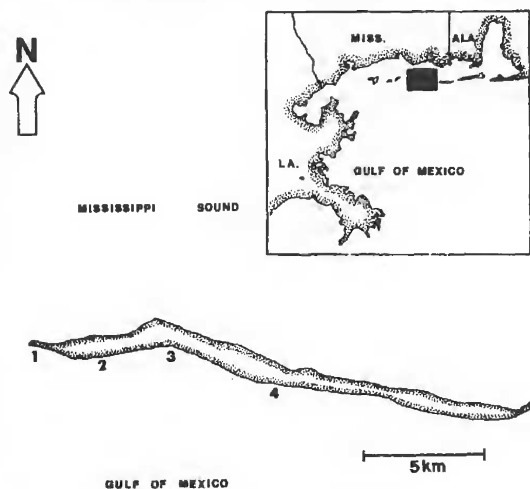 N
MISS.
ALA.
LA.
GULF OF MEXICO
MISSISSIPPI SOUND
1
2
3
4
5km
GULF OF MEXICO